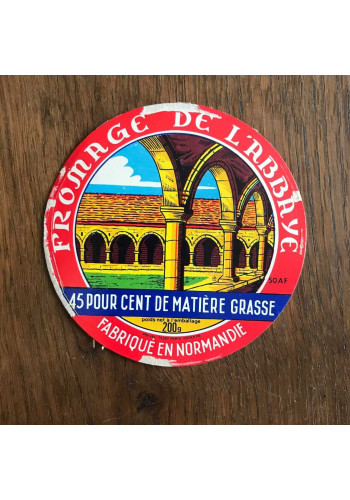 FROMAGE DE L'ABBAYE
50AF
45 POUR CENT DE MATIÈRE GRASSE
poids net à l'emballage
200g
FABRIQUÉ EN NORMANDIE